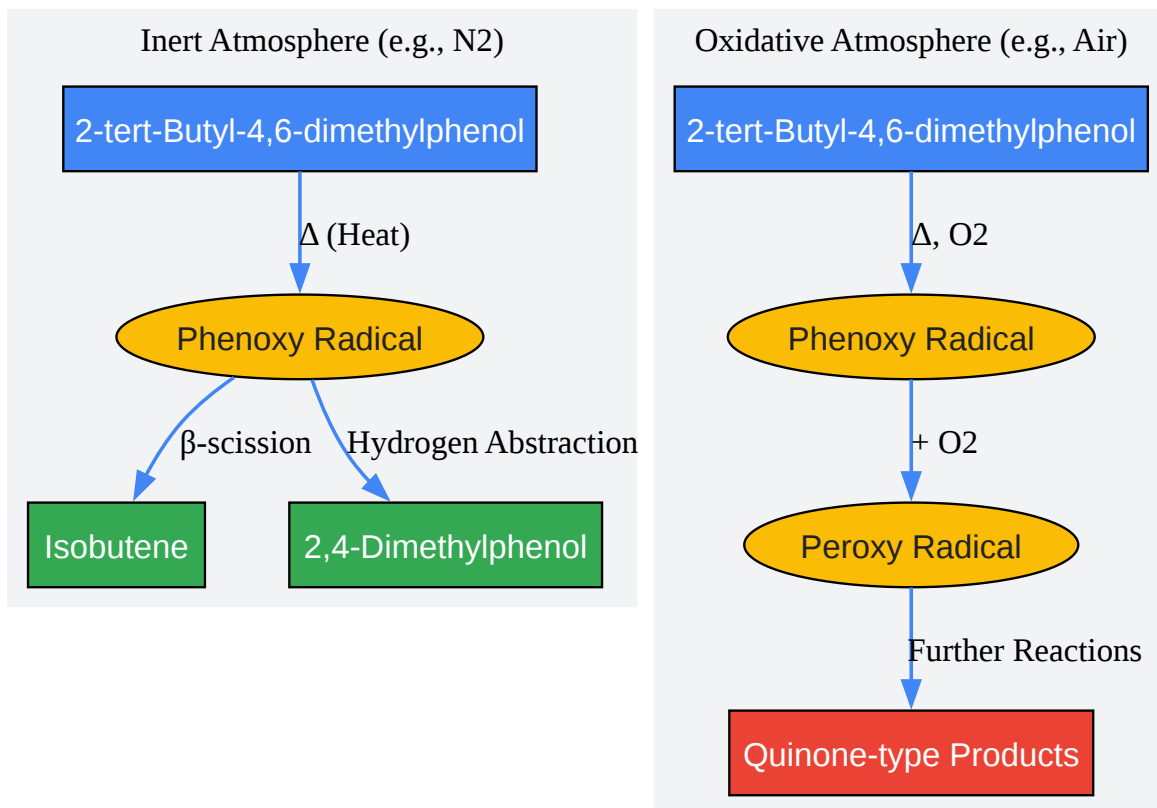 Inert Atmosphere (e.g., N2)
2-tert-Butyl-4,6-dimethylphenol
Δ (Heat)
Phenoxy Radical
β-scission
Hydrogen Abstraction
Isobutene
2,4-Dimethylphenol
Oxidative Atmosphere (e.g., Air)
2-tert-Butyl-4,6-dimethylphenol
Δ, O2
Phenoxy Radical
+ O2
Peroxy Radical
Further Reactions
Quinone-type Products